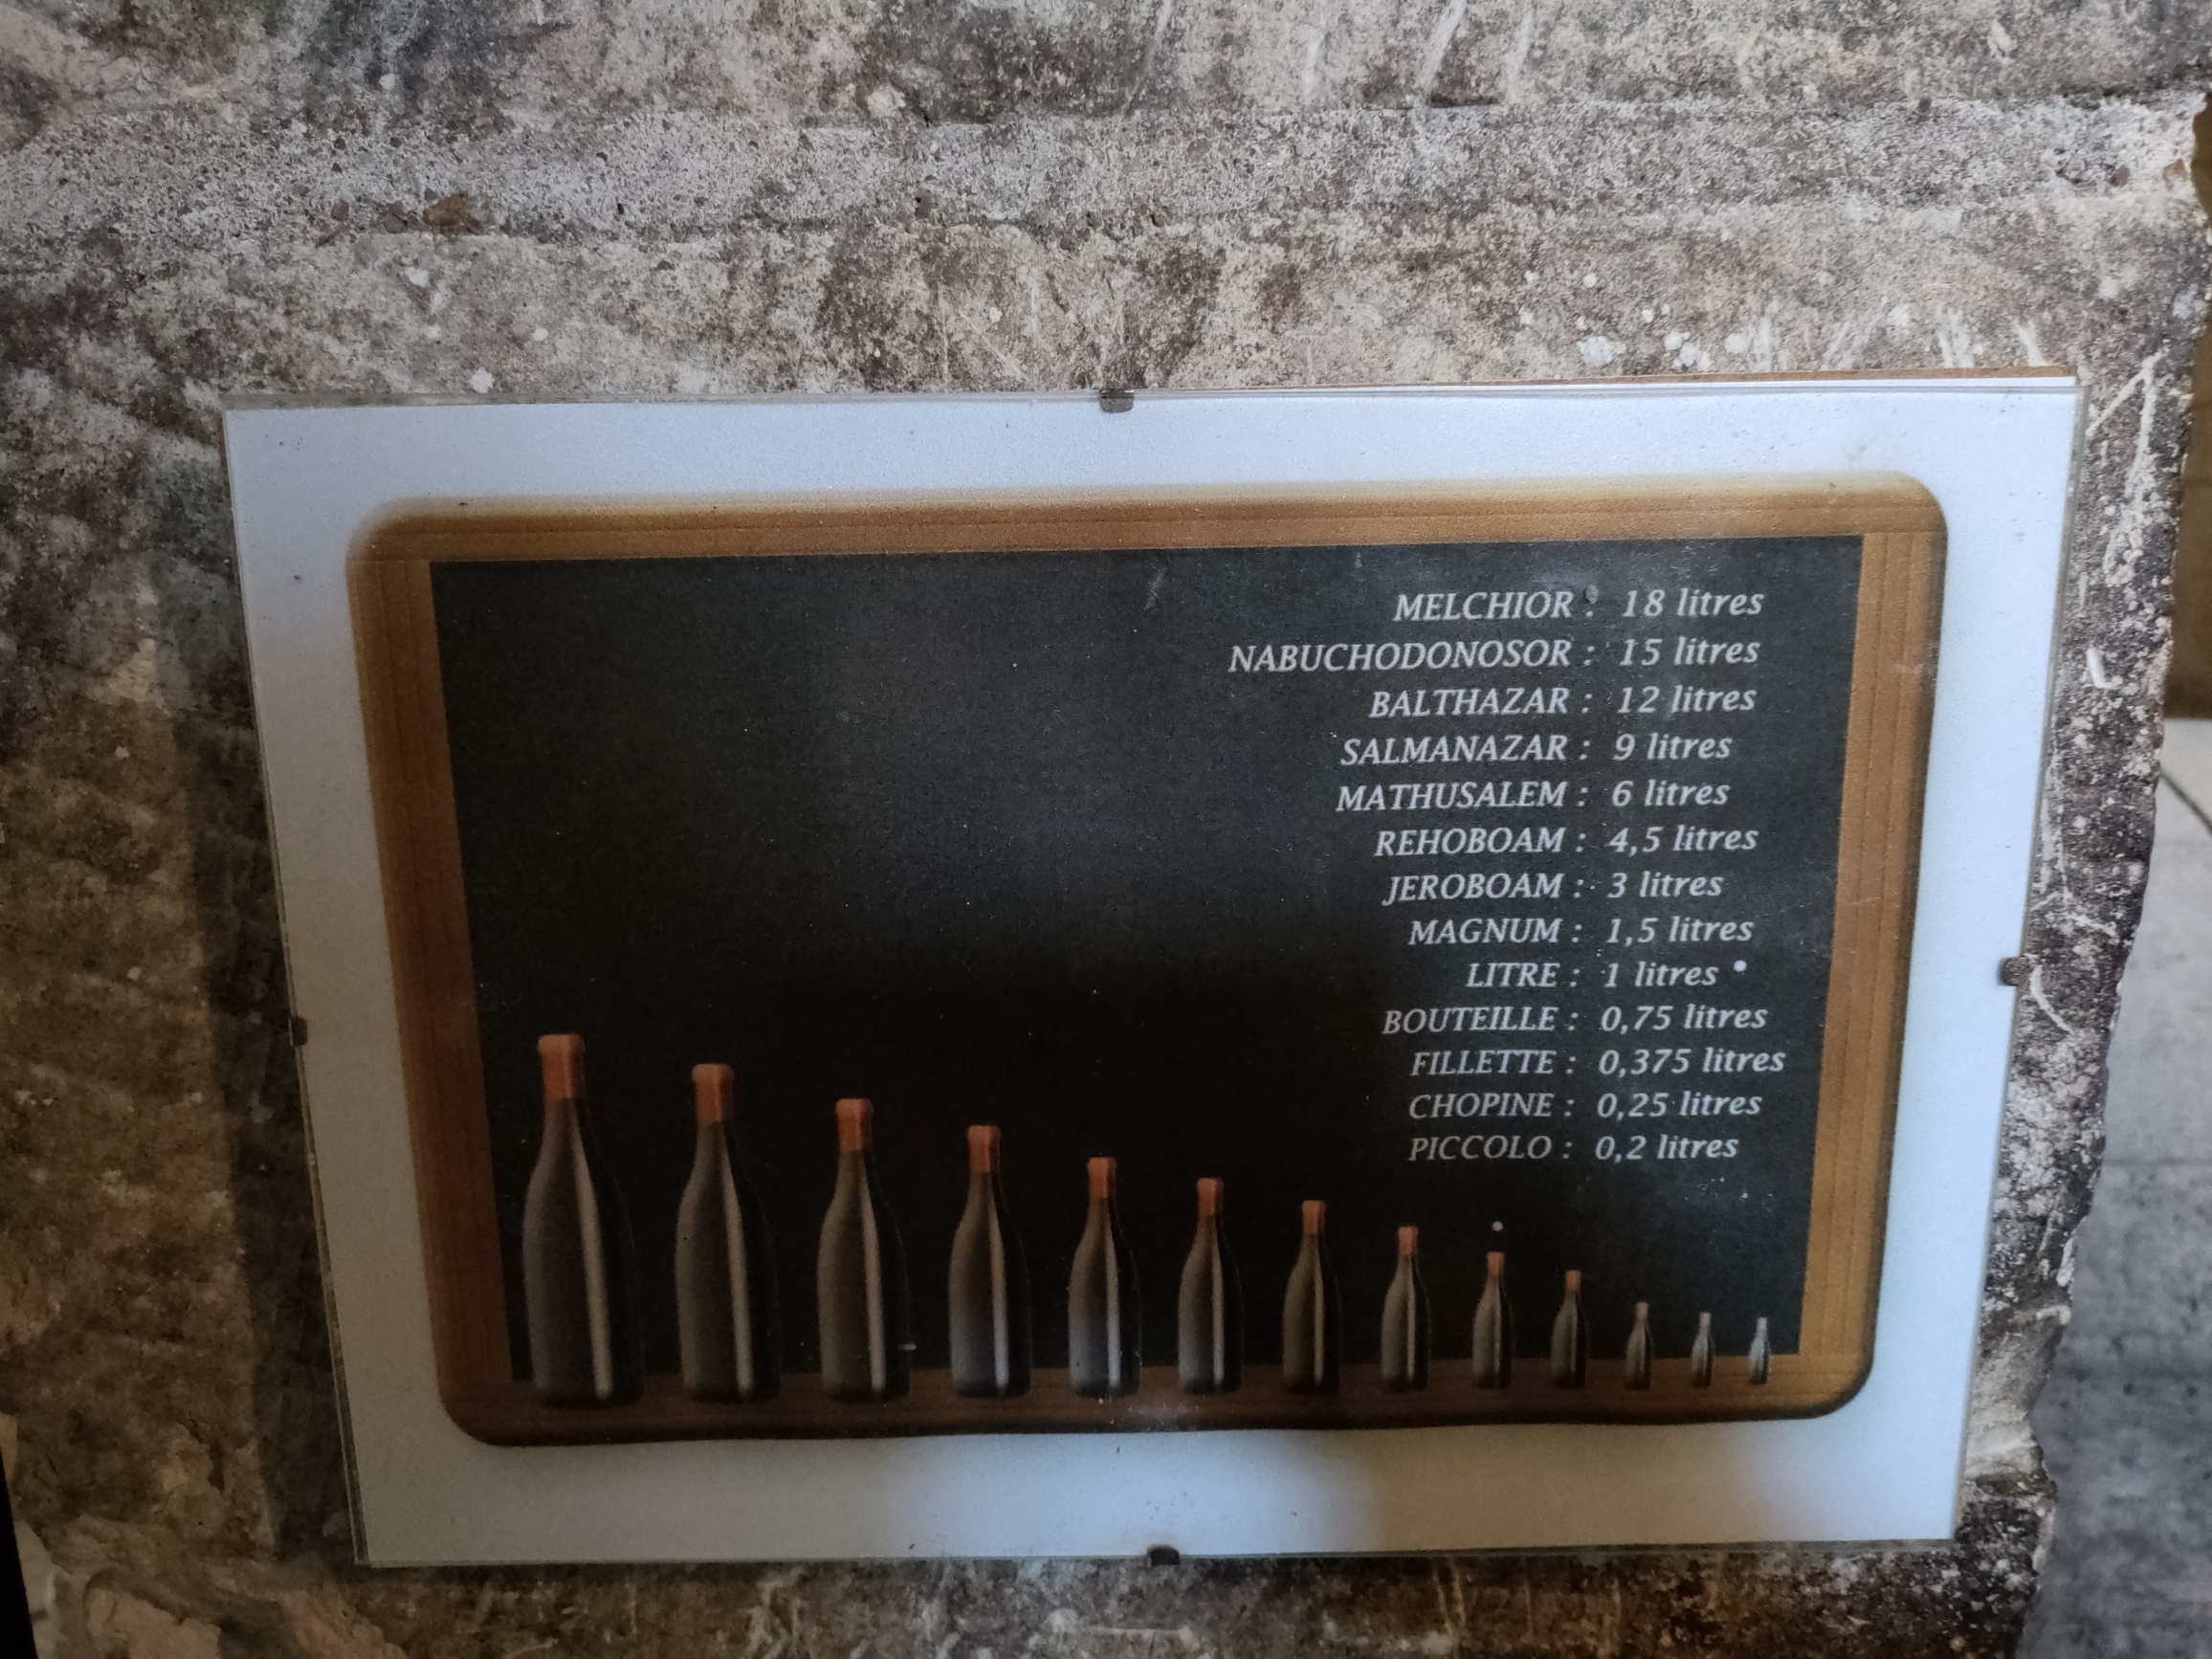 MELCHIOR : 18 litres
NABUCHODONOSOR : 15 litres
BALTHAZAR : 12 litres
SALMANAZAR : 9 litres
MATHUSALEM : 6 litres
REHOBOAM : 4,5 litres
JEROBOAM : 3 litres
MAGNUM : 1,5 litres
LITRE : 1 litres
BOUTEILLE : 0,75 litres
FILLETTE : 0,375 litres
CHOPINE : 0,25 litres
PICCOLO : 0,2 litres